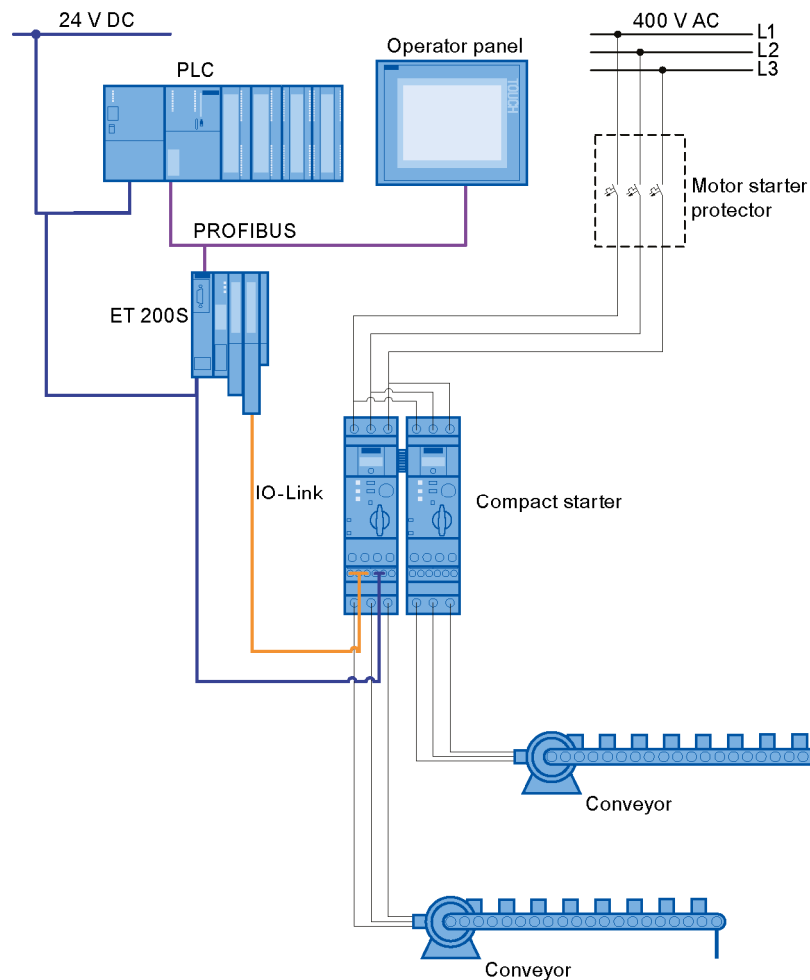 24 V DC
400 V AC
L1
L2
L3
Operator panel
PLC
TOUCH
Motor starter
protector
PROFIBUS
ET 200S
IO-Link
Compact starter
Conveyor
Conveyor